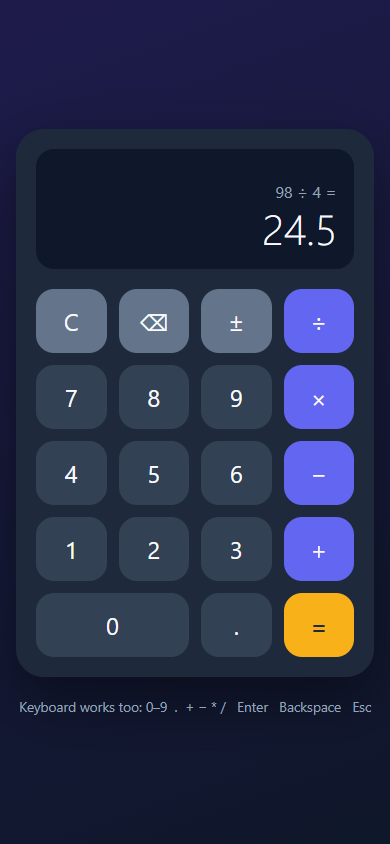 98 ÷ 4 =
24.5
C ⌫ ± ÷
7 8 9 ×
4 5 6 −
1 2 3 +
0 . =
Keyboard works too: 0–9 . + − * / Enter Backspace Esc